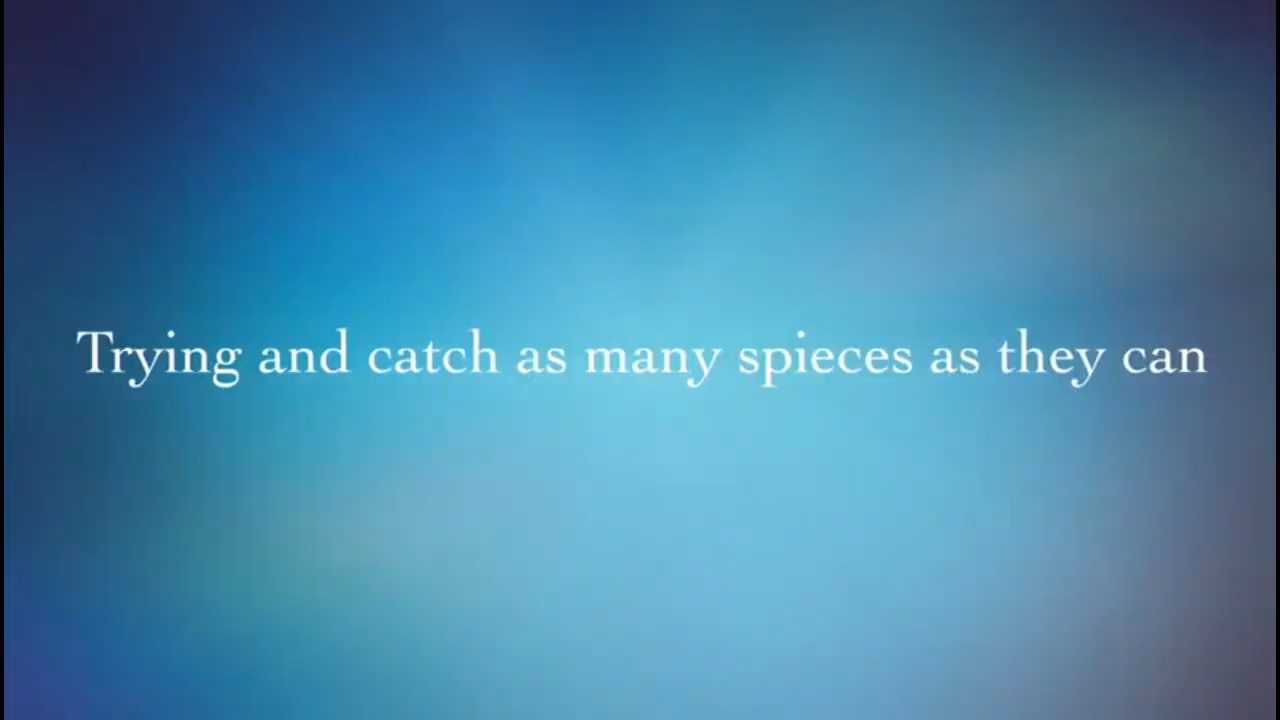 Trying and catch as many spieces as they can